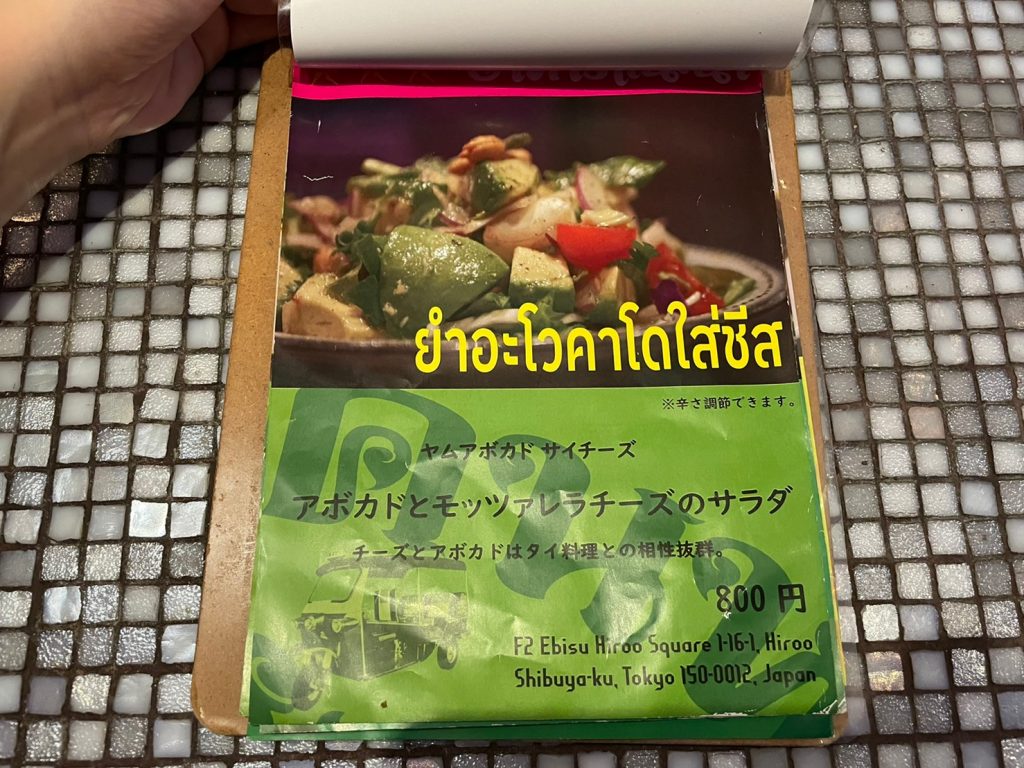 ยำอะโวคาโดใส่ชีส
※辛さ調節できます。
ヤムアボカド サイチーズ
アボカドとモッツァレラチーズのサラダ
チーズとアボカドはタイ料理との相性抜群。
800 円
F2 Ebisu Hiroo Square 1-16-1, Hiroo
Shibuya-ku, Tokyo 150-0012, Japan